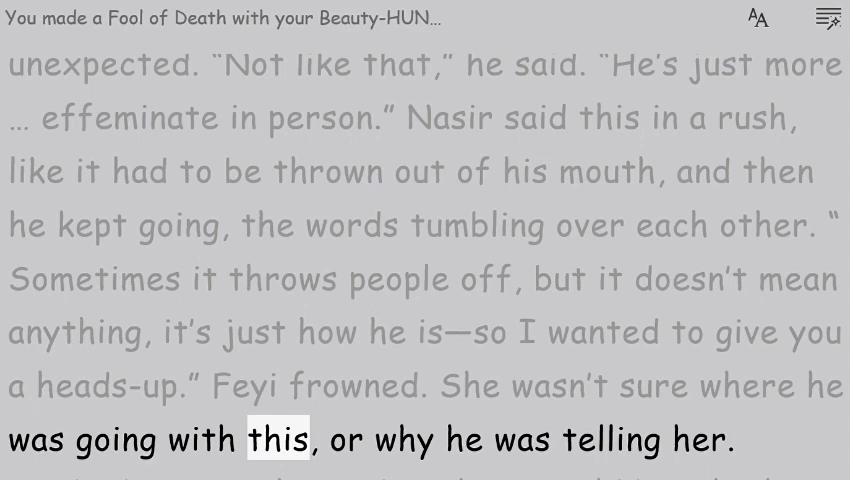 You made a Fool of Death with your Beauty-HUN…
AA
unexpected. “Not like that,” he said. “He’s just more
… effeminate in person.” Nasir said this in a rush,
like it had to be thrown out of his mouth, and then
he kept going, the words tumbling over each other. “
Sometimes it throws people off, but it doesn’t mean
anything, it’s just how he is—so I wanted to give you
a heads-up.” Feyi frowned. She wasn’t sure where he
was going with this, or why he was telling her.